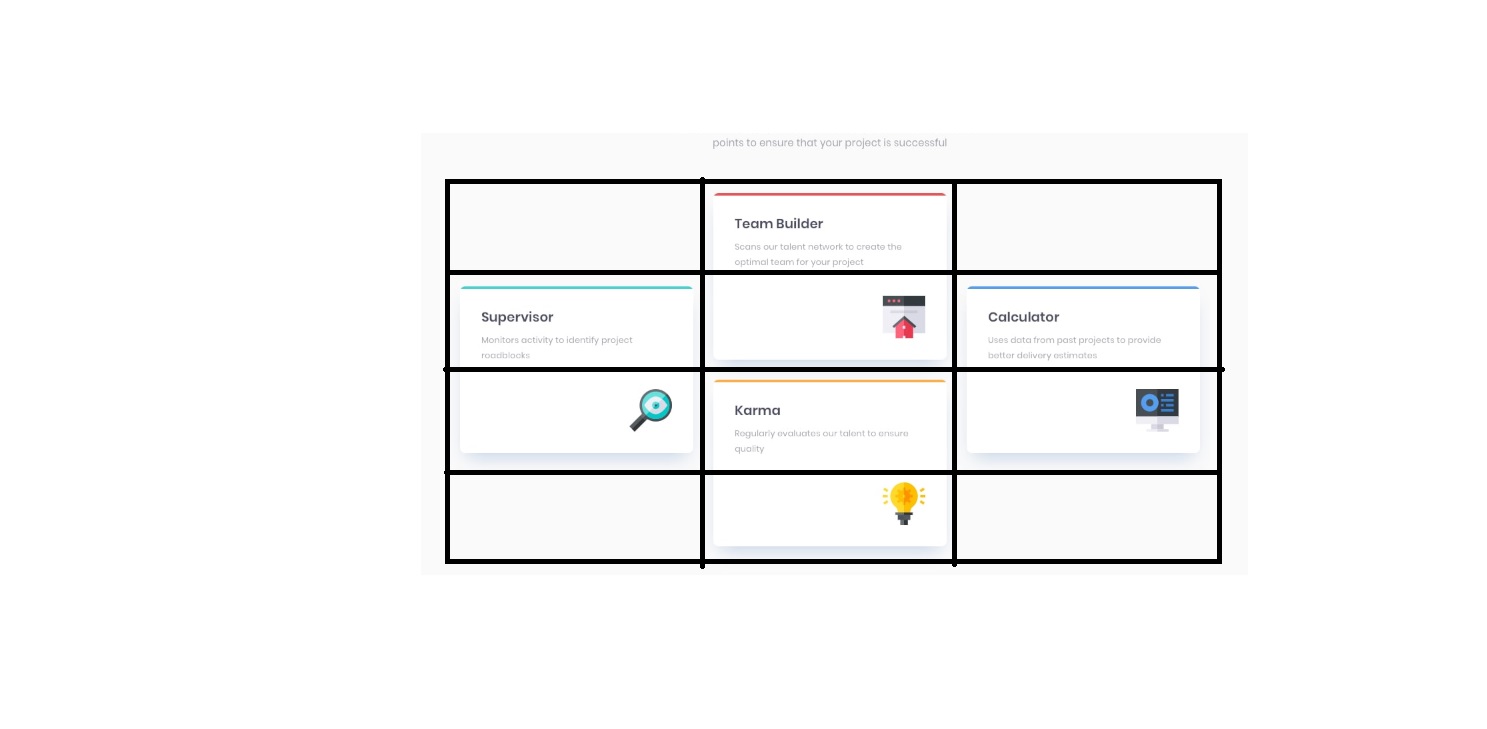 points to ensure that your project is successful
Team Builder
Scans our talent network to create the
optimal team for your project
Supervisor
Monitors activity to identify project
roadblocks
Calculator
Uses data from past projects to provide
better delivery estimates
Karma
Regularly evaluates our talent to ensure
quality